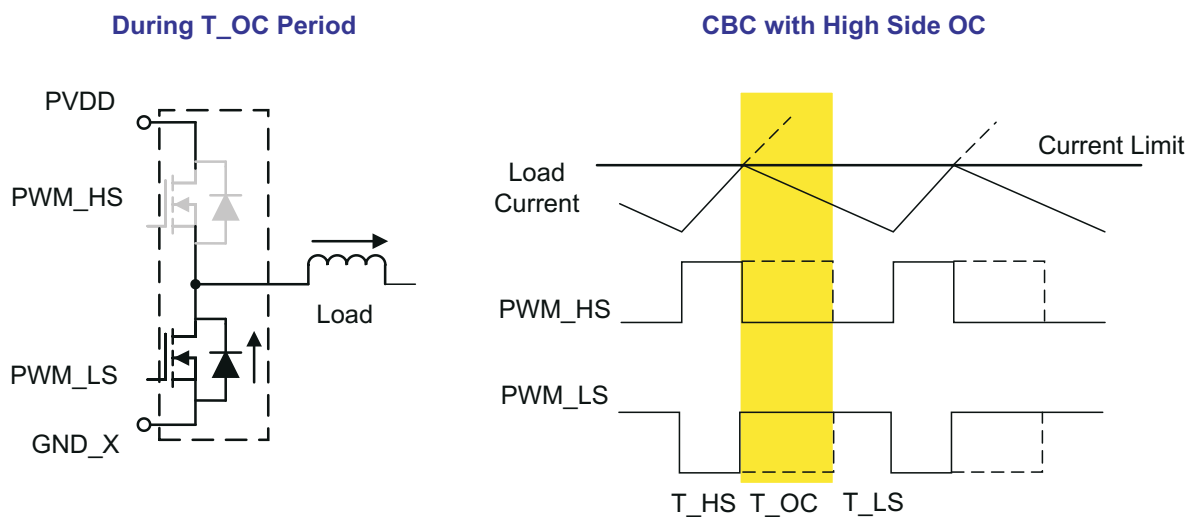 During T_OC Period
PVDD
PWM_HS
Load
PWM_LS
GND_X
CBC with High Side OC
Current Limit
Load
Current
PWM_HS
PWM_LS
T_HS T_OC T_LS